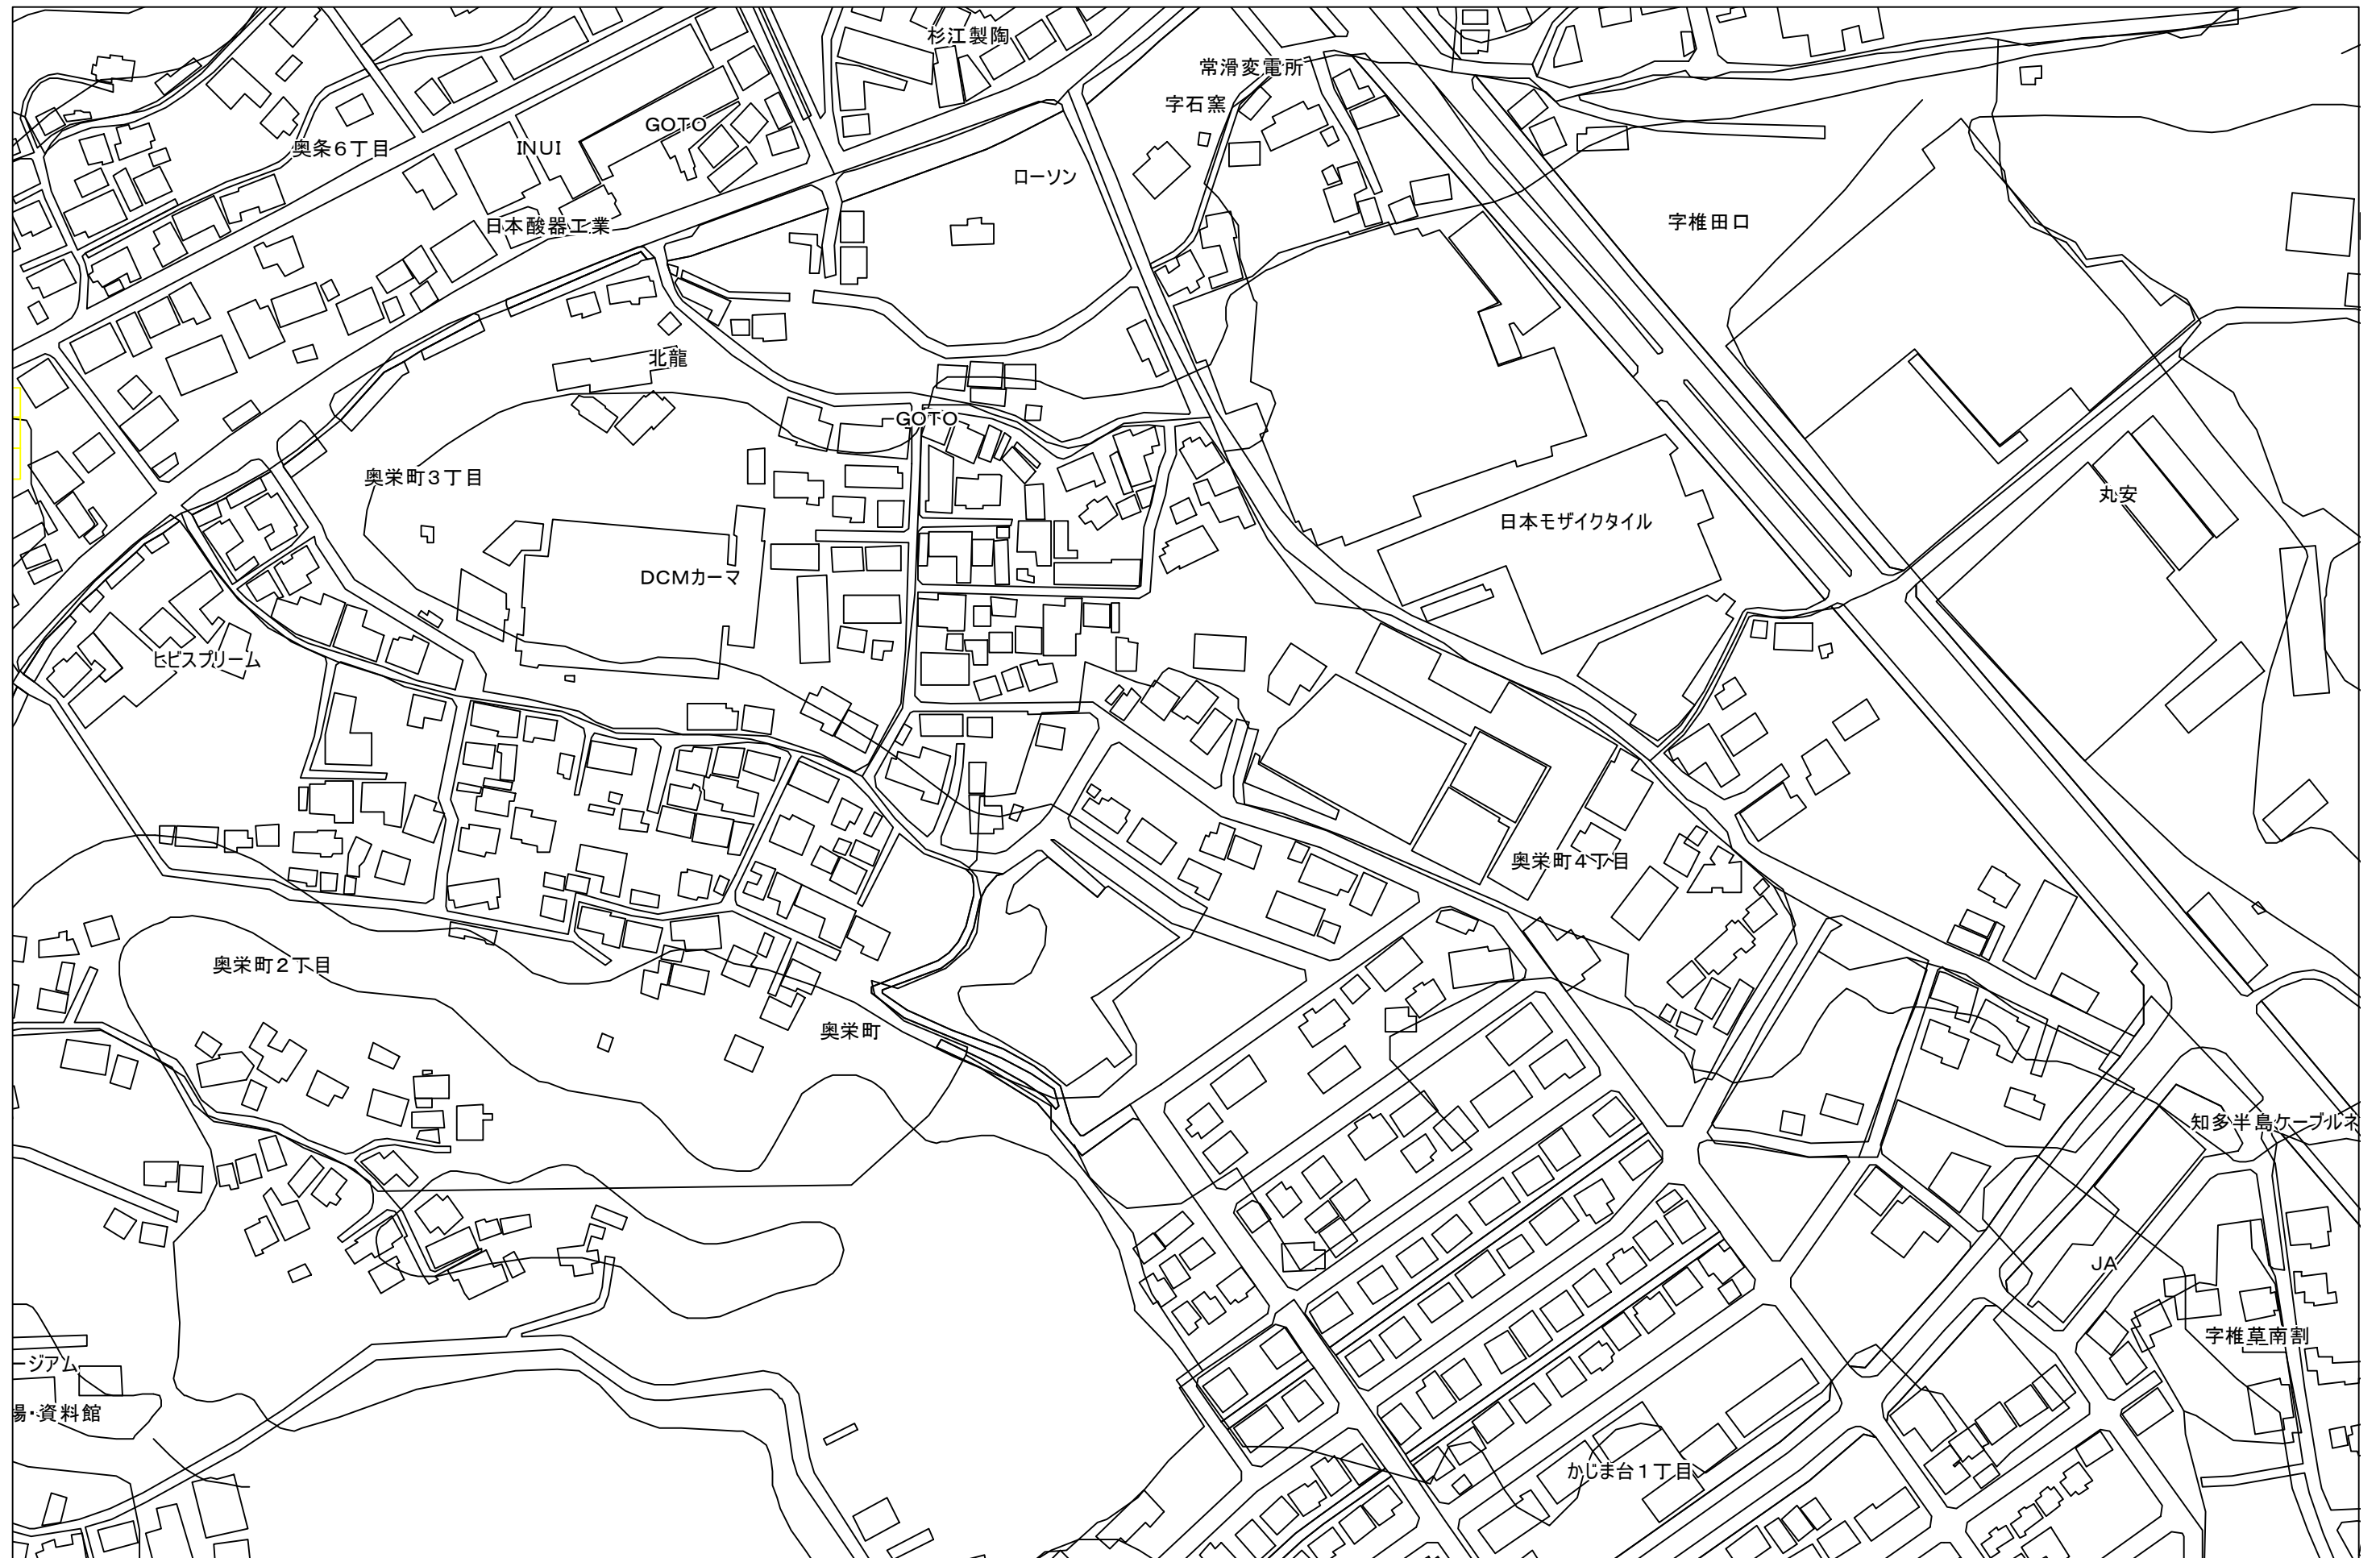 杉江製陶
常滑変電所
字石窯
GOTO
INUI
奥条6丁目
ローソン
字椎田口
日本酸器工業
北龍
GOTO
奥栄町3丁目
丸安
日本モザイクタイル
DCMカーマ
ヒビスプリーム
奥栄町4丁目
奥栄町2丁目
奥栄町
知多半島ケーブルネ
JA
字椎草南割
ージアム
場・資料館
かじま台1丁目